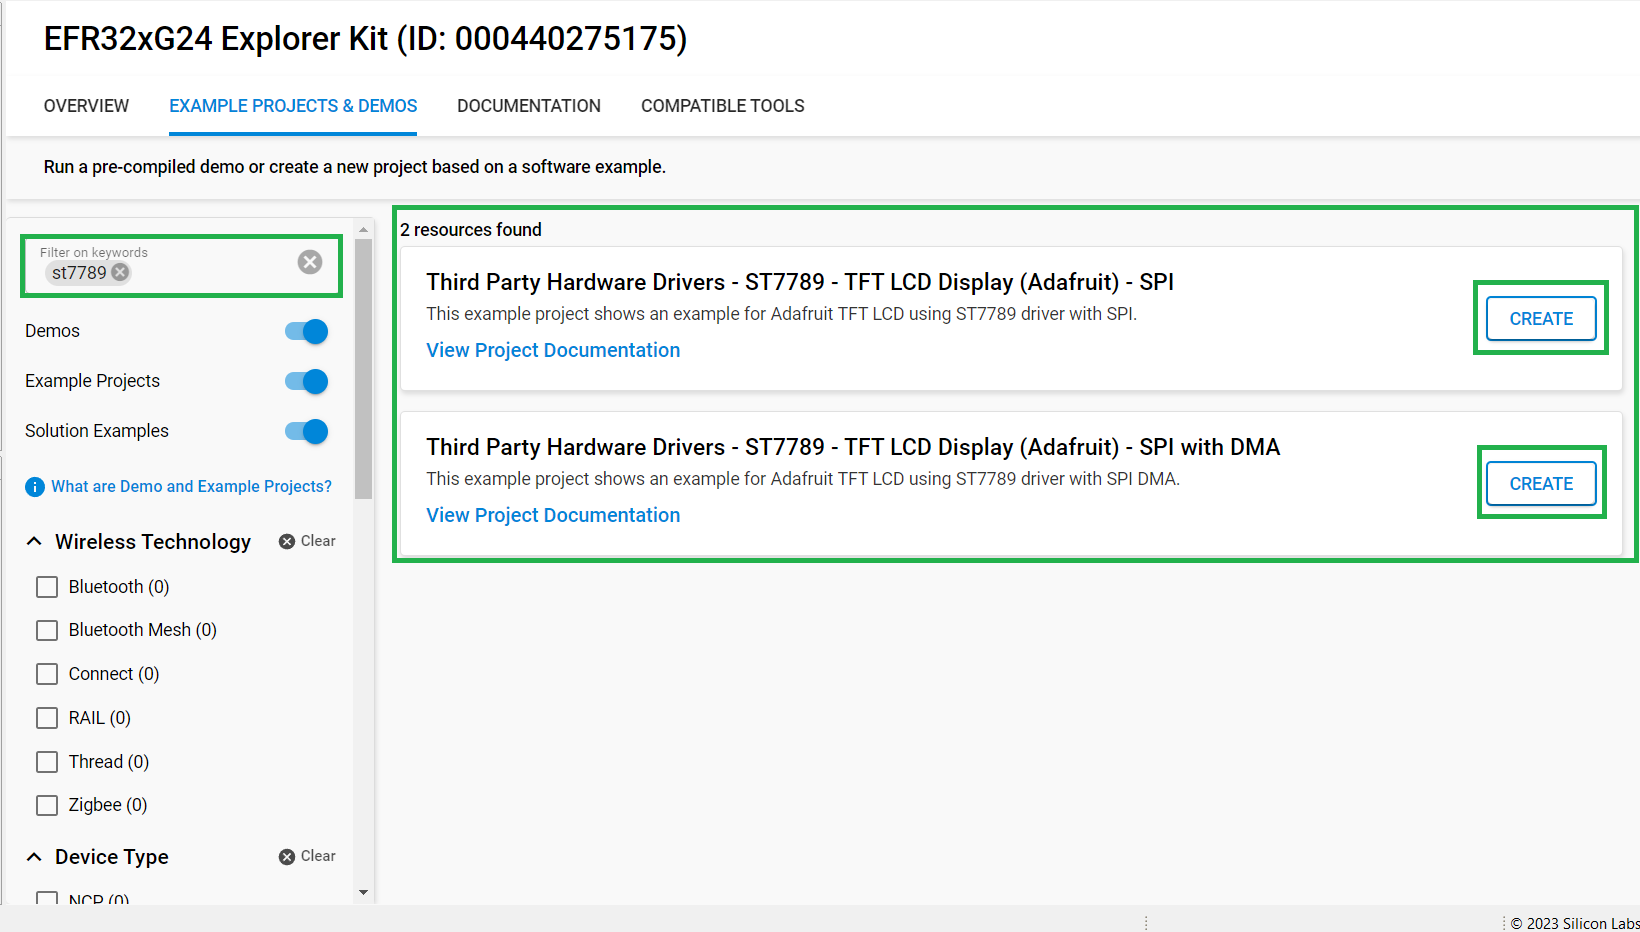 EFR32xG24 Explorer Kit (ID: 000440275175)
OVERVIEW EXAMPLE PROJECTS & DEMOS DOCUMENTATION COMPATIBLE TOOLS
Run a pre-compiled demo or create a new project based on a software example.
Filter on keywords
st7789
Demos
Example Projects
Solution Examples
What are Demo and Example Projects?
Wireless Technology Clear
Bluetooth (0)
Bluetooth Mesh (0)
Connect (0)
RAIL (0)
Thread (0)
Zigbee (0)
Device Type Clear
NCP (0)
2 resources found
Third Party Hardware Drivers - ST7789 - TFT LCD Display (Adafruit) - SPI
This example project shows an example for Adafruit TFT LCD using ST7789 driver with SPI.
View Project Documentation
CREATE
Third Party Hardware Drivers - ST7789 - TFT LCD Display (Adafruit) - SPI with DMA
This example project shows an example for Adafruit TFT LCD using ST7789 driver with SPI DMA.
View Project Documentation
CREATE
© 2023 Silicon Labs